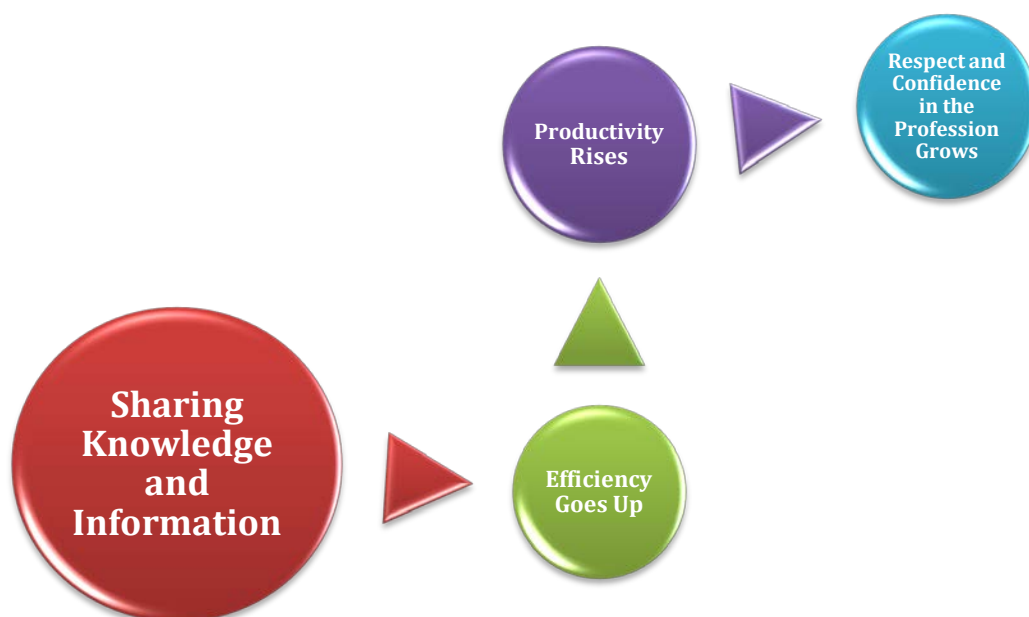 Sharing
Knowledge
and
Information
Efficiency
Goes Up
Productivity
Rises
Respect and
Confidence
in the
Profession
Grows